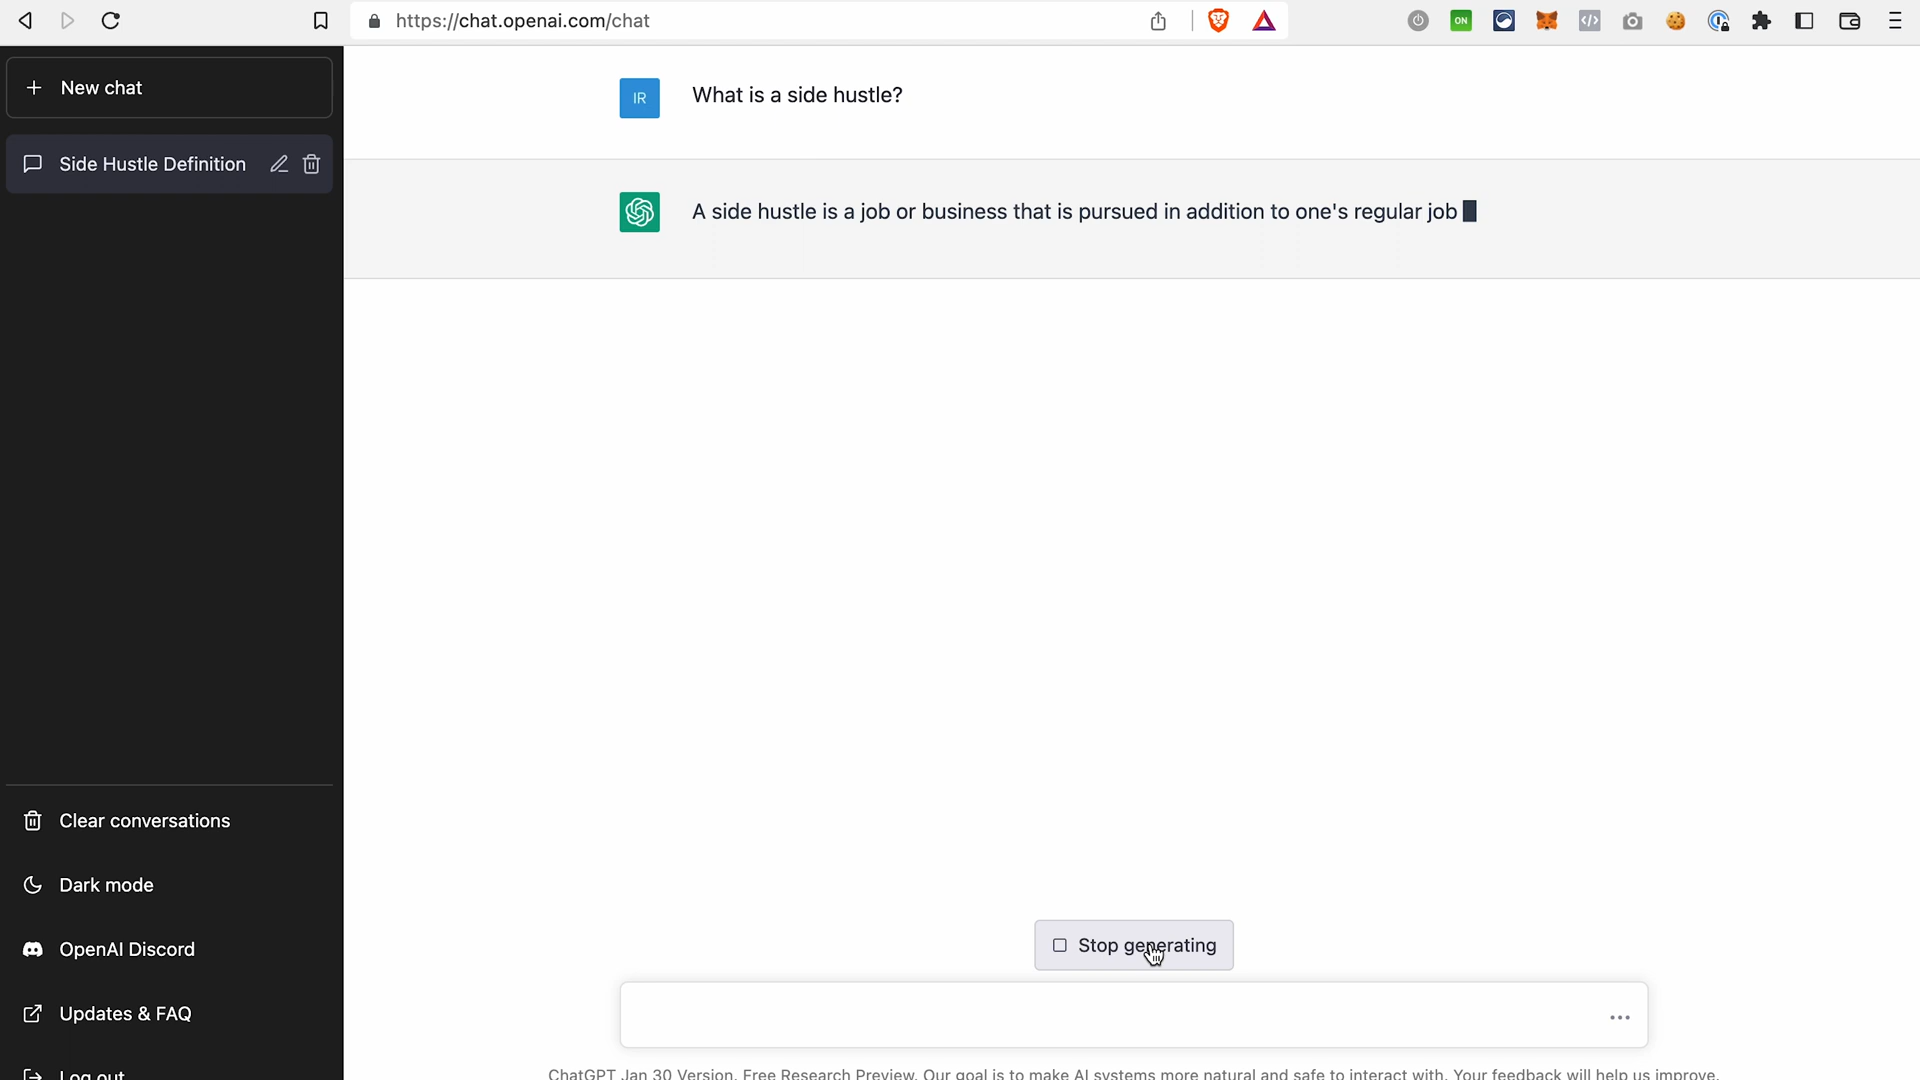 https://chat.openai.com/chat
ON
New chat
Side Hustle Definition
IR
What is a side hustle?
A side hustle is a job or business that is pursued in addition to one's regular job
Clear conversations
Dark mode
OpenAI Discord
Updates & FAQ
Log out
Stop generating
ChatGPT Jan 30 Version. Free Research Preview. Our goal is to make AI systems more natural and safe to interact with. Your feedback will help us improve.